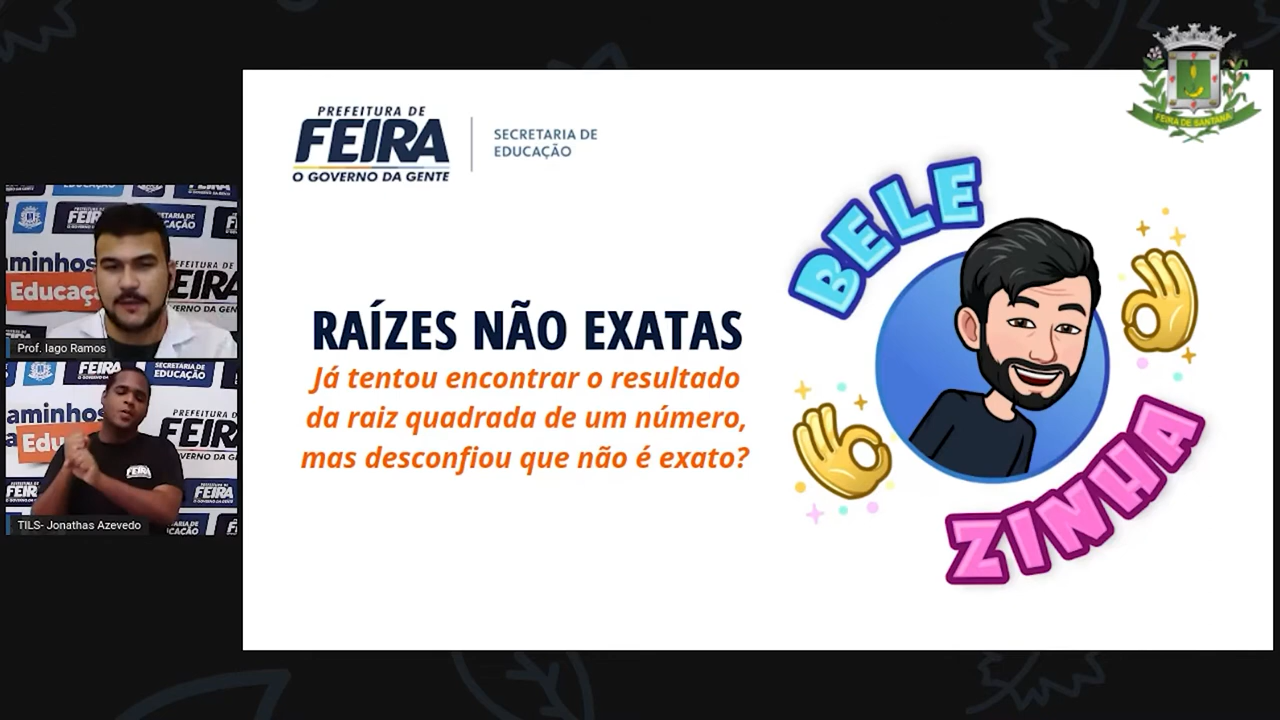 PREFEITURA DE
FEIRA
O GOVERNO DA GENTE
SECRETARIA DE
EDUCAÇÃO
FEIRA DE SANTANA
RAÍZES NÃO EXATAS
Já tentou encontrar o resultado
da raiz quadrada de um número,
mas desconfiou que não é exato?
BELE
ZINHA
Prof. Iago Ramos
TILS- Jonathas Azevedo
FEIRA